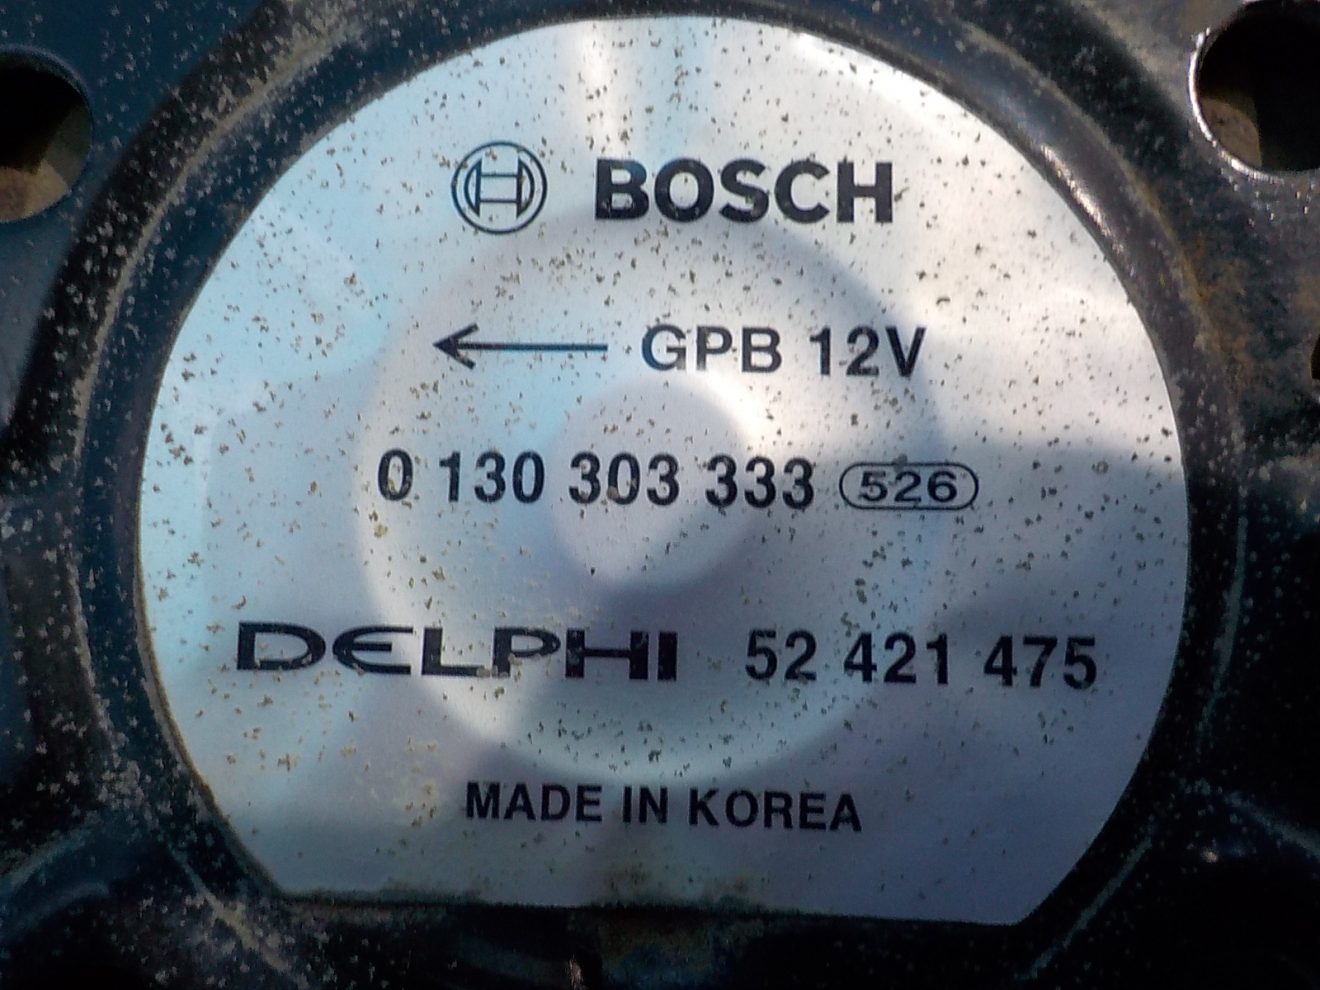 BOSCH
GPB 12V
0 130 303 333 526
DELPHI 52 421 475
MADE IN KOREA